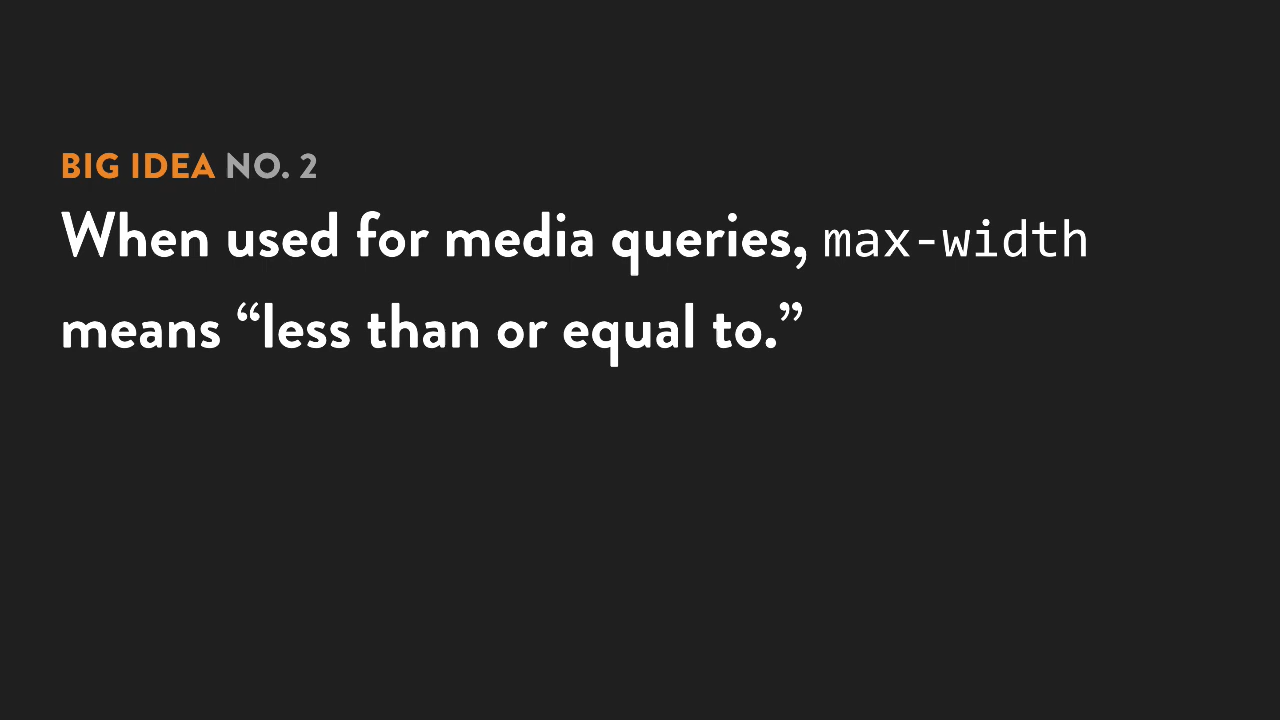 BIG IDEA NO. 2
When used for media queries, max-width
means “less than or equal to.”